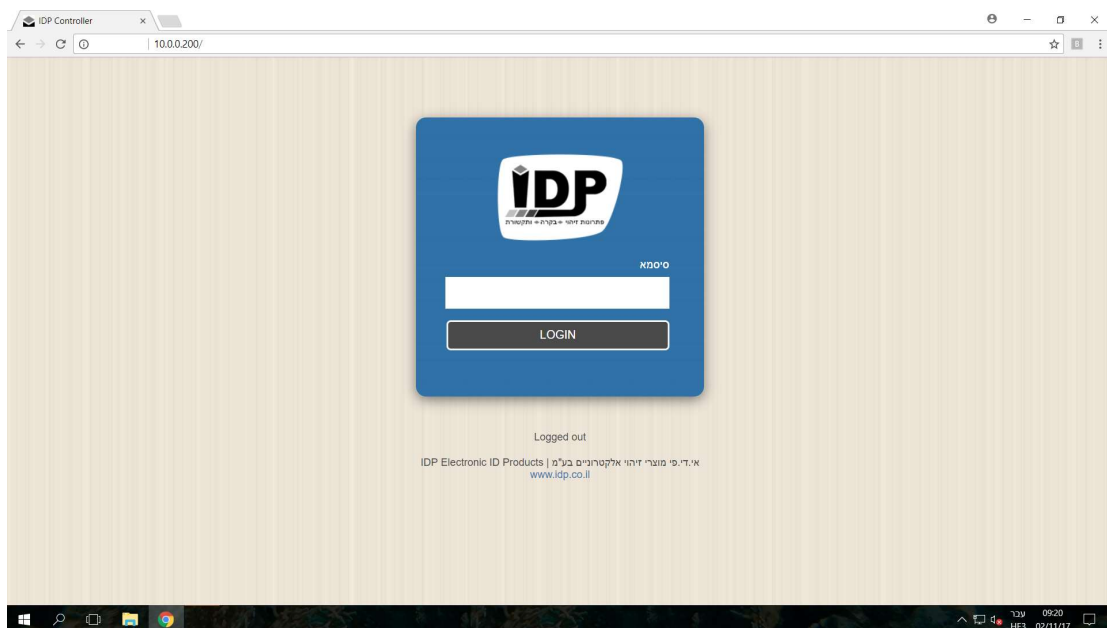 IDP Controller
10.0.0.200/
IDP
פתרונות זיהוי + בקרה + ותקשורת
סיסמא
LOGIN
Logged out
אי.די.פי מוצרי זיהוי אלקטרוניים בע"מ | IDP Electronic ID Products
www.idp.co.il
עבר 09:20
HE3 02/11/17